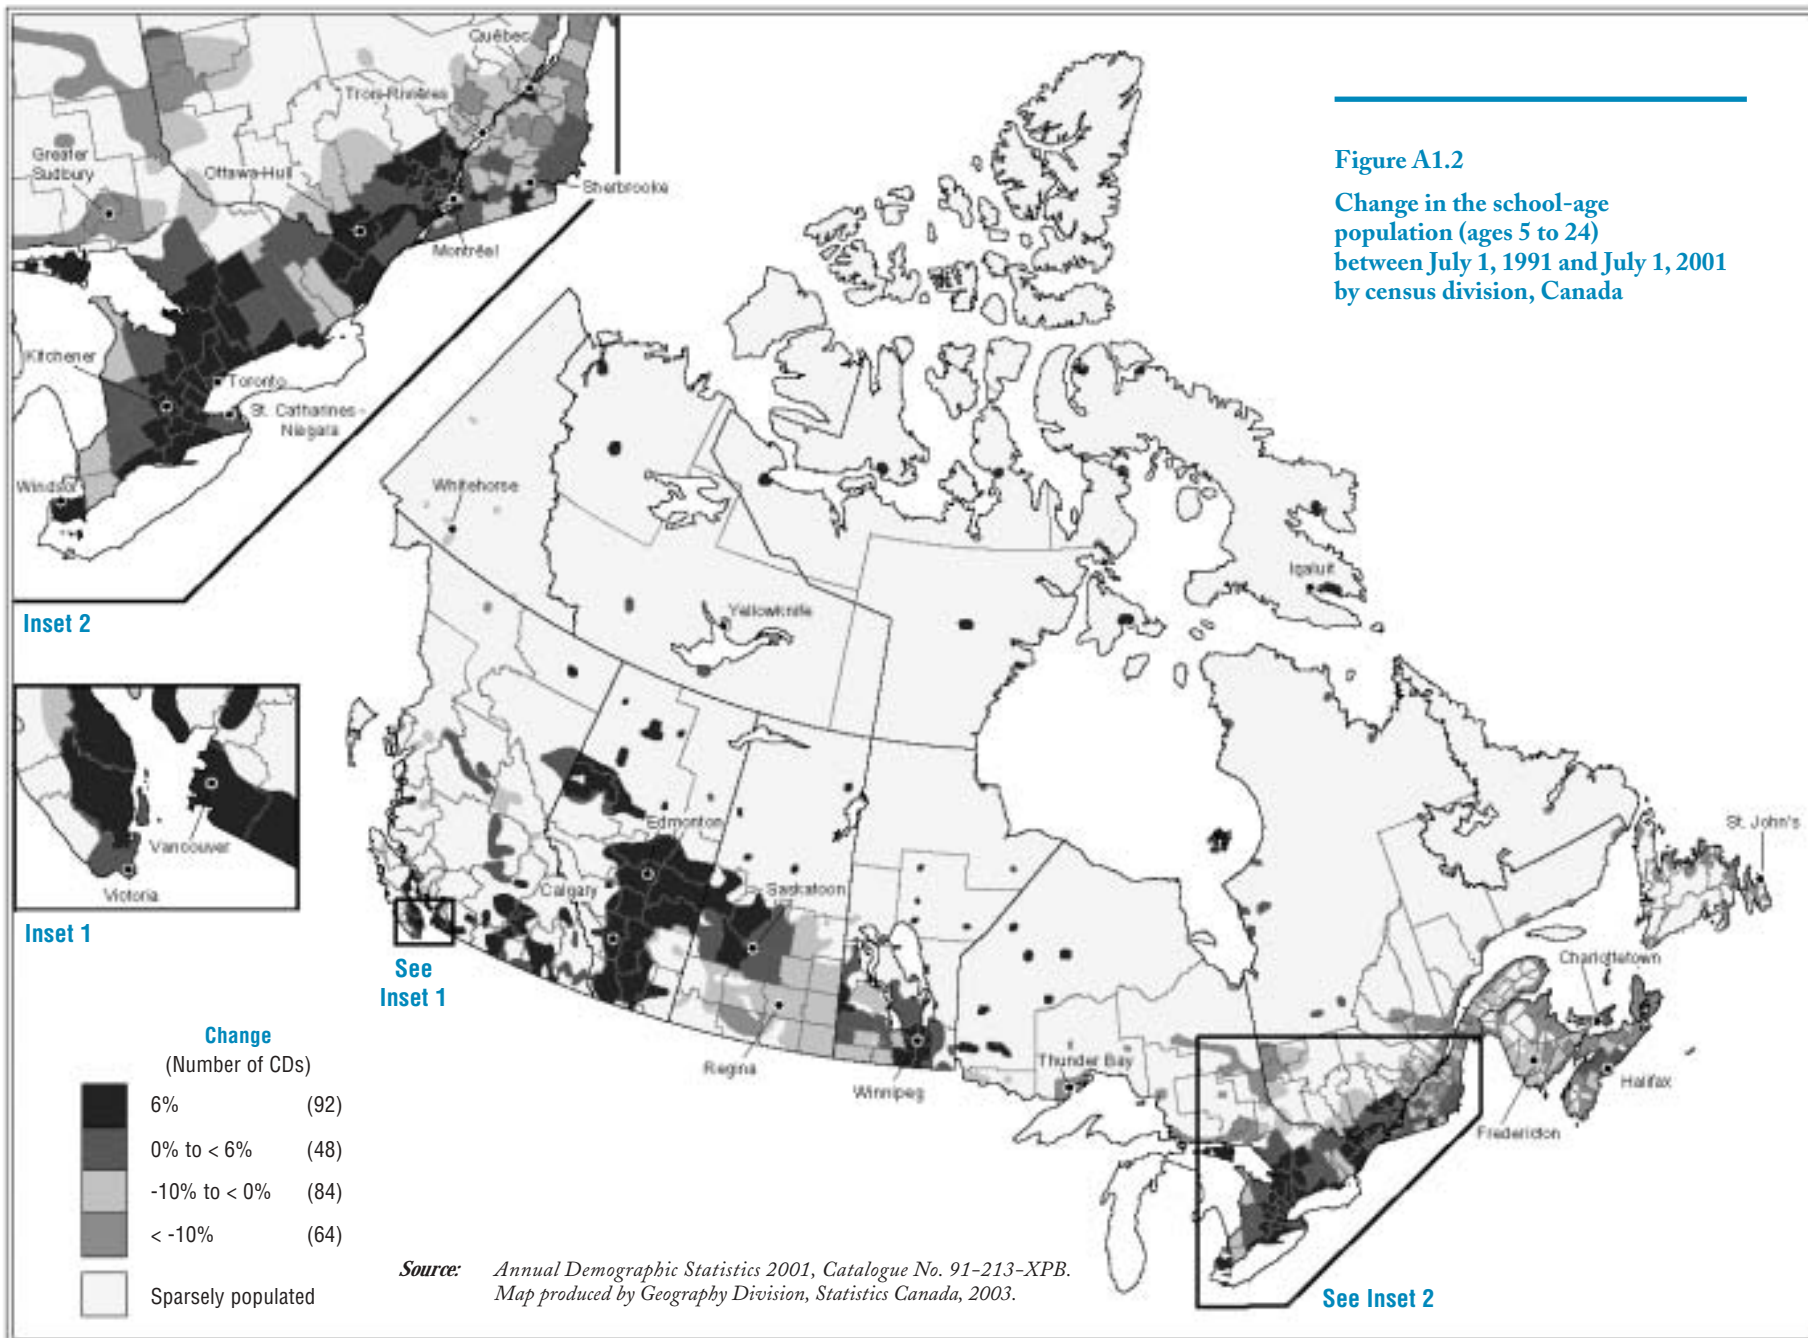 Figure A1.2
Change in the school-age
population (ages 5 to 24)
between July 1, 1991 and July 1, 2001
by census division, Canada
Québec
Trois-Rivières
Greater
Sudbury
Ottawa-Hull
Sherbrooke
Montréal
Kitchener
Toronto
St. Catharines -
Niagara
Windsor
Inset 2
Vancouver
Victoria
Inset 1
Whitehorse
Yellowknife
Iqaluit
Edmonton
Calgary
Saskatoon
Regina
Winnipeg
Thunder Bay
St. John's
Charlottetown
Halifax
Fredericton
See
Inset 1
See Inset 2
Change
(Number of CDs)
6% (92)
0% to < 6% (48)
-10% to < 0% (84)
< -10% (64)
Sparsely populated
Source: Annual Demographic Statistics 2001, Catalogue No. 91-213-XPB.
Map produced by Geography Division, Statistics Canada, 2003.